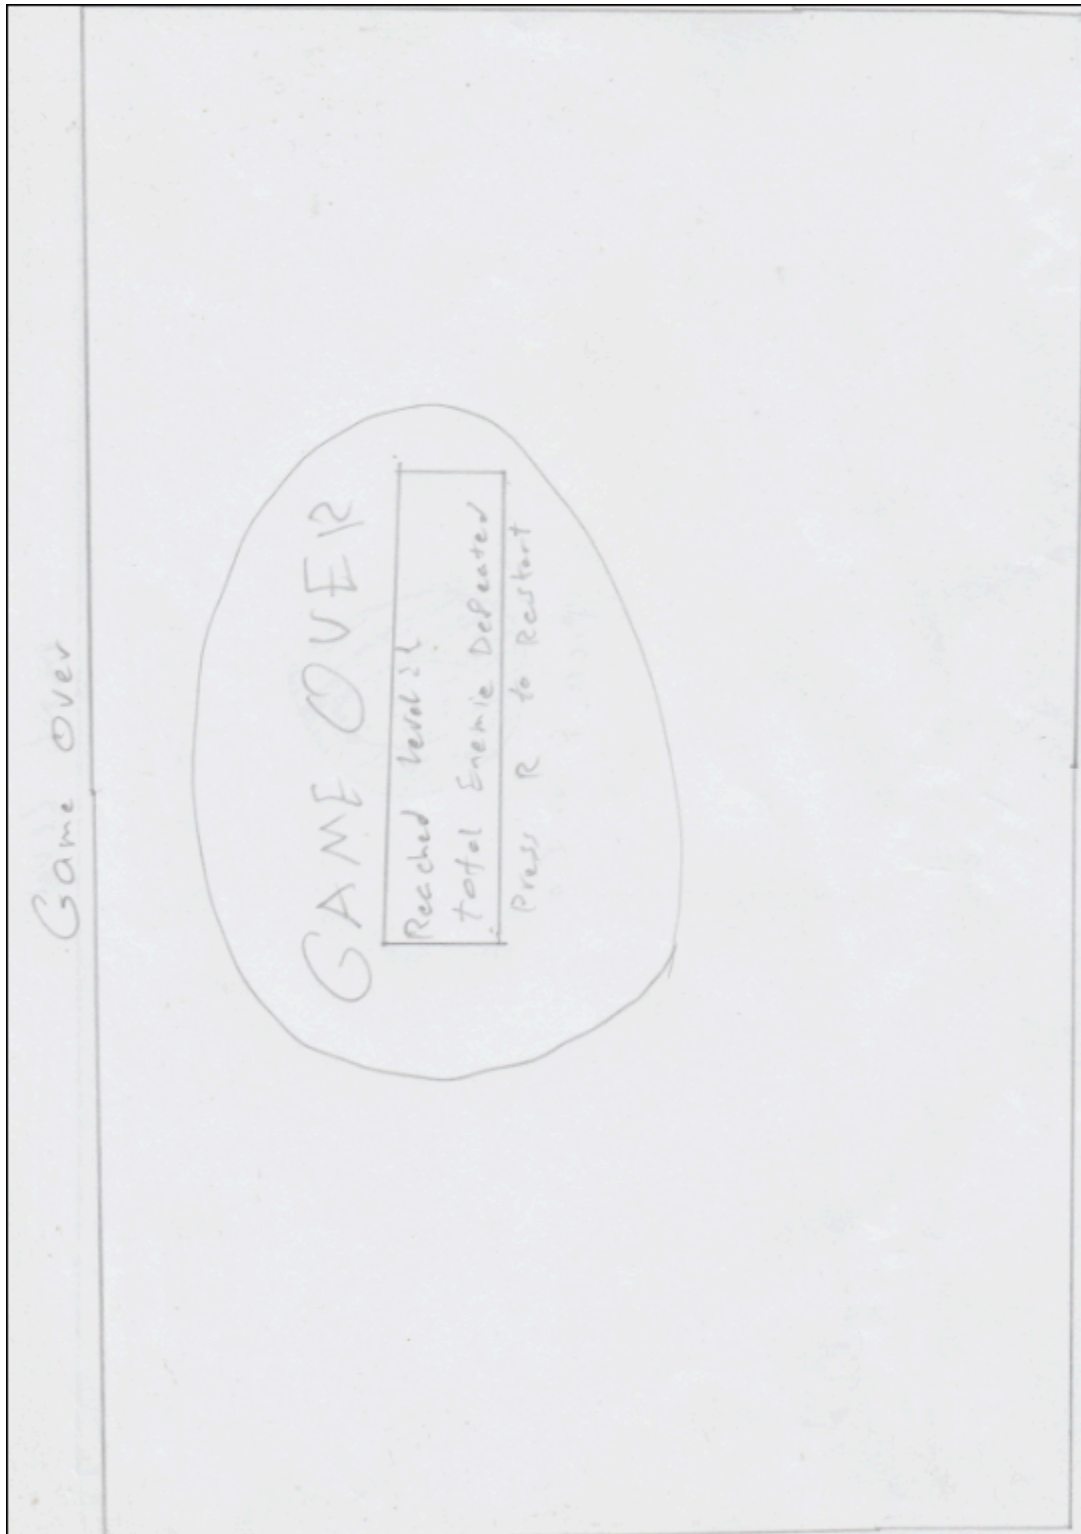 Game Over
GAME OVER
Reached level:
total Enemie Defeated
Press R to Restart